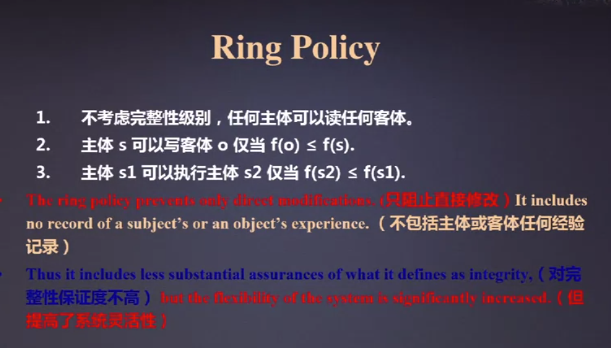 Ring Policy
1. 不考虑完整性级别，任何主体可以读任何客体。
2. 主体 s 可以写客体 o 仅当 f(o) ≤ f(s).
3. 主体 s1 可以执行主体 s2 仅当 f(s2) ≤ f(s1).
• The ring policy prevents only direct modifications. (只阻止直接修改）It includes
no record of a subject's or an object's experience. （不包括主体或客体任何经验
记录）
• Thus it includes less substantial assurances of what it defines as integrity,（对完
整性保证度不高） but the flexibility of the system is significantly increased.（但
提高了系统灵活性）